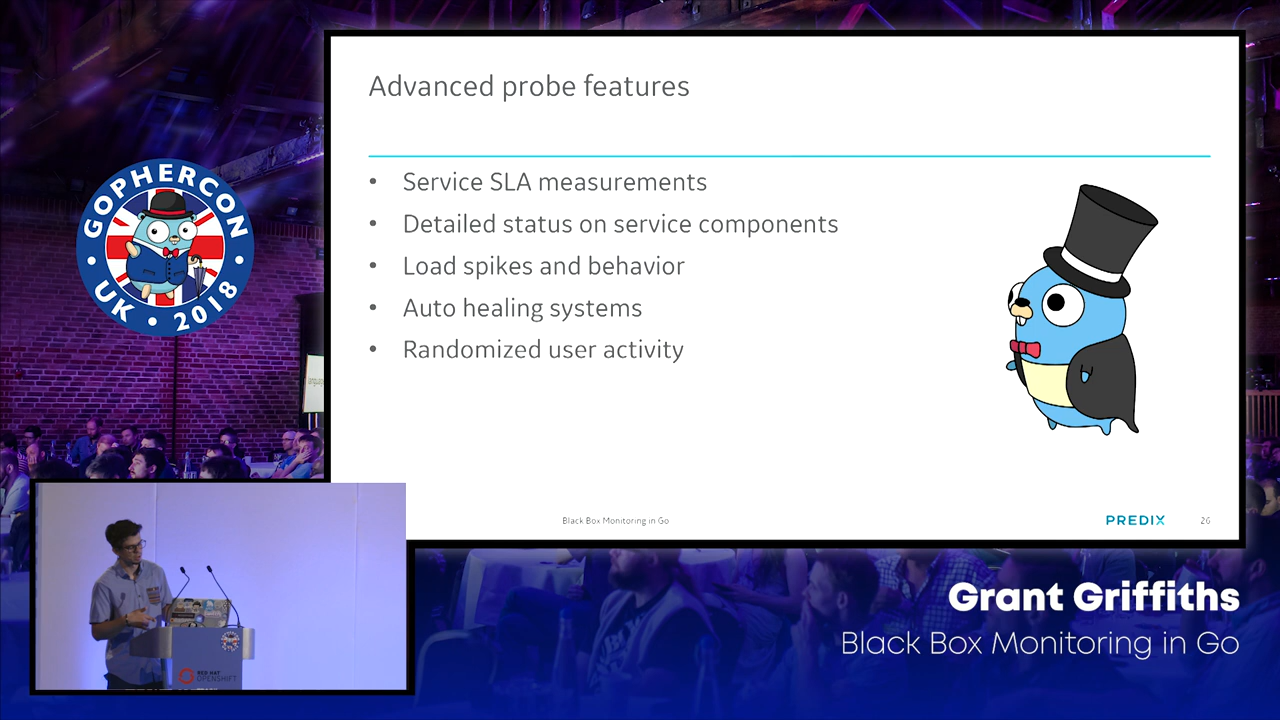 GOPHERCON
UK • 2018
Advanced probe features
• Service SLA measurements
• Detailed status on service components
• Load spikes and behavior
• Auto healing systems
• Randomized user activity
Black Box Monitoring in Go
PREDIX
26
RED HAT
OPENSHIFT
Grant Griffiths
Black Box Monitoring in Go